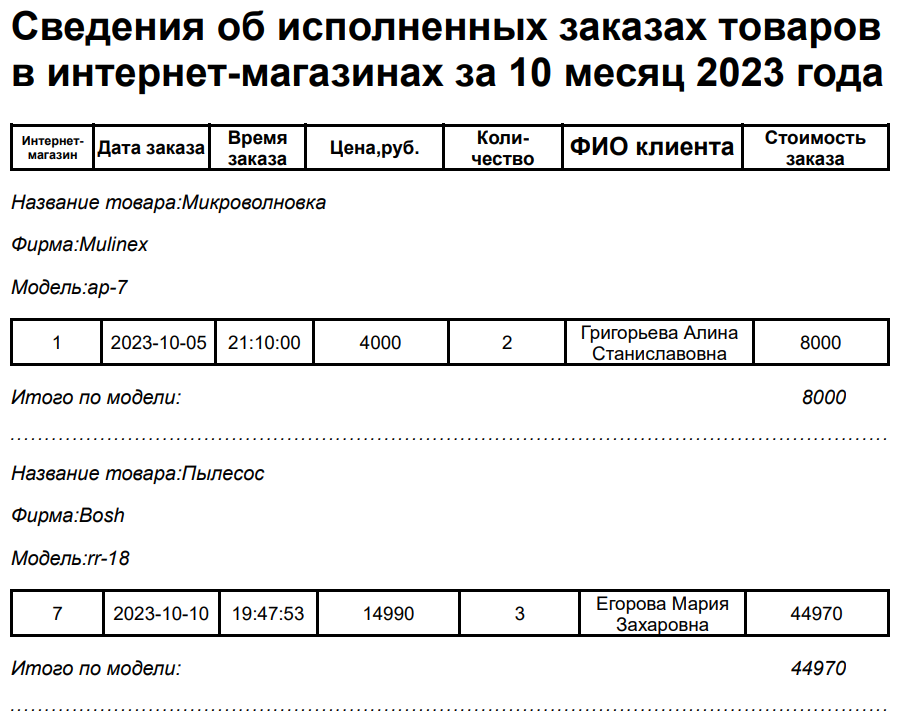 Сведения об исполненных заказах товаров
в интернет-магазинах за 10 месяц 2023 года
Интернет-магазин Дата заказа Время заказа Цена,руб. Коли-чество ФИО клиента Стоимость заказа
Название товара:Микроволновка
Фирма:Mulinex
Модель:ap-7
1 2023-10-05 21:10:00 4000 2 Григорьева Алина Станиславовна 8000
Итого по модели: 8000
Название товара:Пылесос
Фирма:Bosh
Модель:rr-18
7 2023-10-10 19:47:53 14990 3 Егорова Мария Захаровна 44970
Итого по модели: 44970